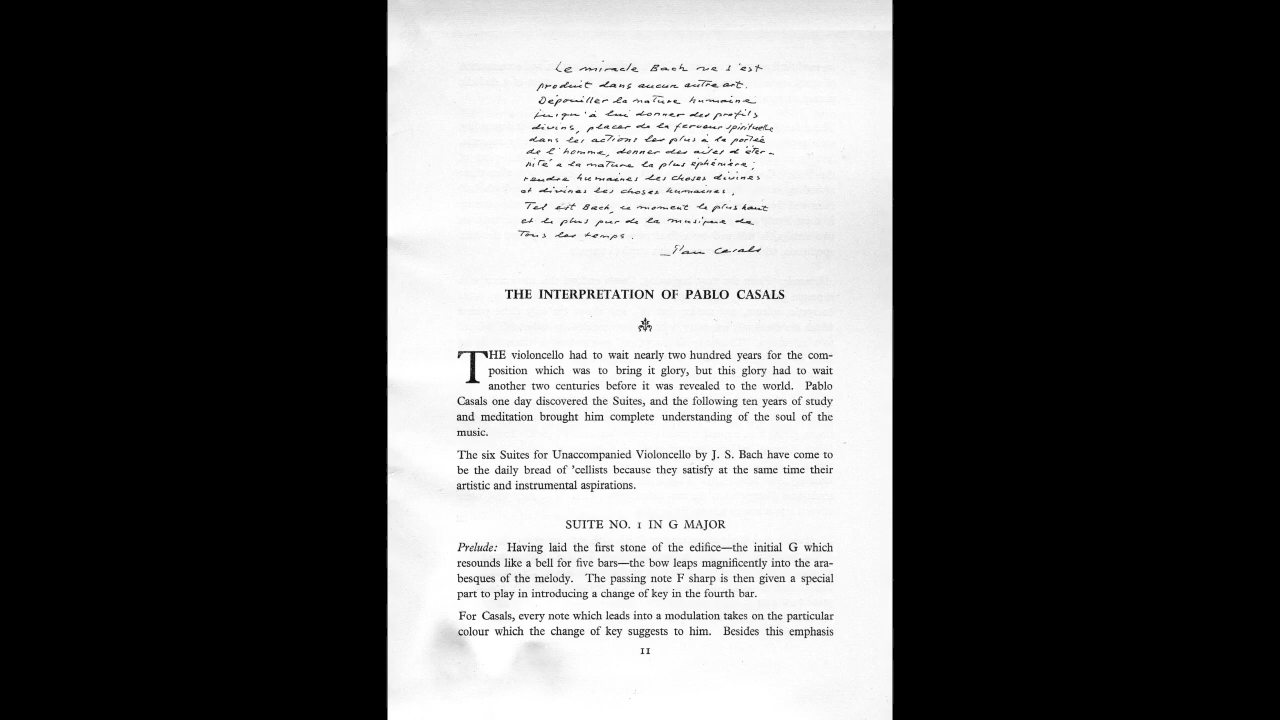 Le miracle Bach ne s'est
produit dans aucun autre art.
Dépouiller la nature humaine
jusqu'à lui donner des profils
divins, placer de la ferveur spirituelle
dans les actions les plus à la portée
de l'homme, donner des ailes d'éter-
nité a la nature la plus éphémère;
rendre humaines les choses divines
et divines les choses humaines.
Tel est Bach, ce moment le plus haut
et le plus pur de la musique de
Tous les temps.
Pau Casals
THE INTERPRETATION OF PABLO CASALS
THE violoncello had to wait nearly two hundred years for the com-
position which was to bring it glory, but this glory had to wait
another two centuries before it was revealed to the world. Pablo
Casals one day discovered the Suites, and the following ten years of study
and meditation brought him complete understanding of the soul of the
music.
The six Suites for Unaccompanied Violoncello by J. S. Bach have come to
be the daily bread of 'cellists because they satisfy at the same time their
artistic and instrumental aspirations.
SUITE NO. 1 IN G MAJOR
Prelude: Having laid the first stone of the edifice—the initial G which
resounds like a bell for five bars—the bow leaps magnificently into the ara-
besques of the melody. The passing note F sharp is then given a special
part to play in introducing a change of key in the fourth bar.
For Casals, every note which leads into a modulation takes on the particular
colour which the change of key suggests to him. Besides this emphasis
11